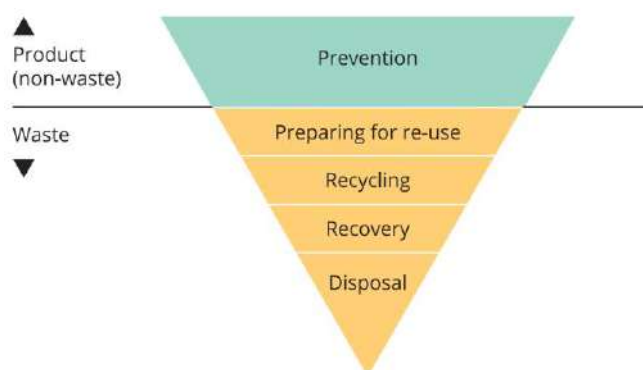 Product
(non-waste)
Prevention
Waste
Preparing for re-use
Recycling
Recovery
Disposal